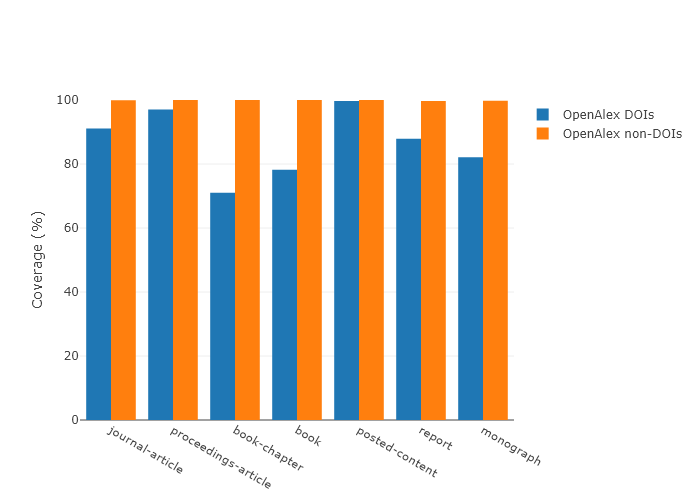 100
80
60
40
20
0
Coverage (%)
journal-article
proceedings-article
book-chapter
book
posted-content
report
monograph
OpenAlex DOIs
OpenAlex non-DOIs